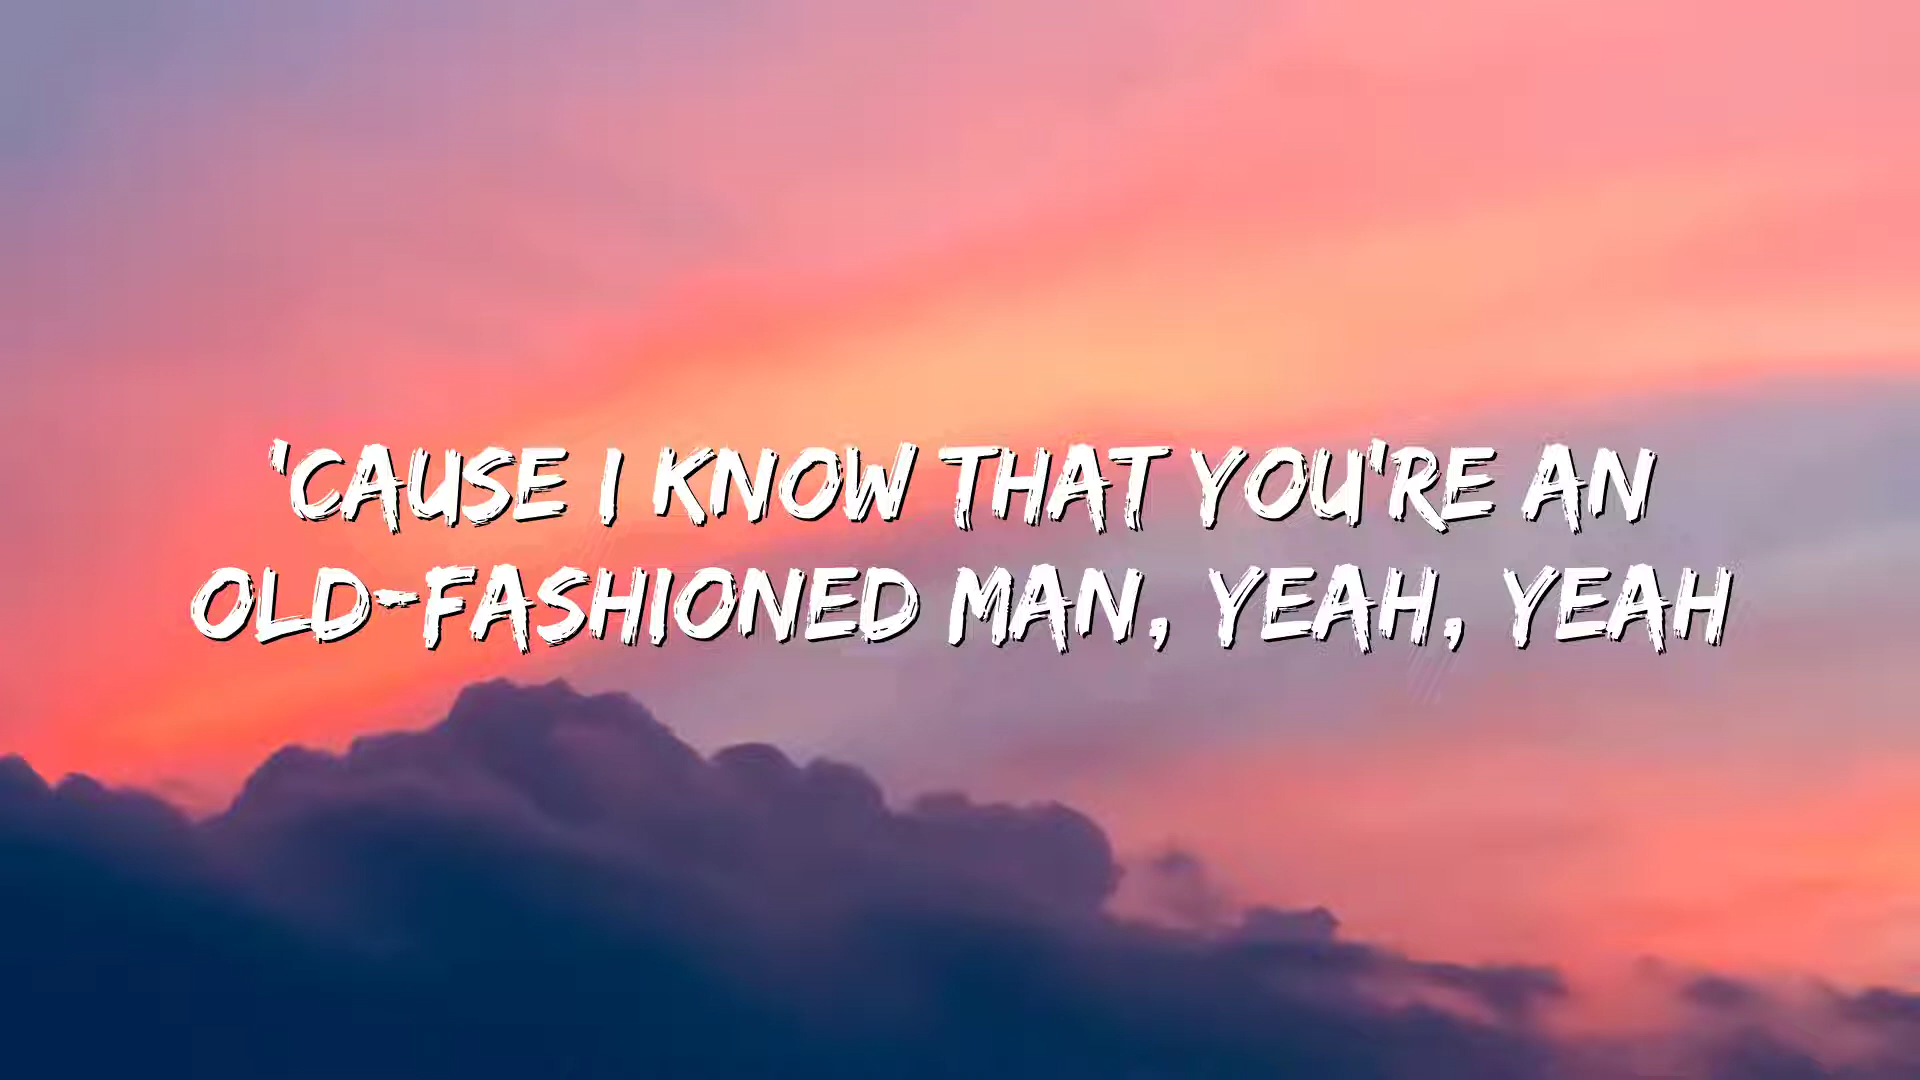 'CAUSE I KNOW THAT YOU'RE AN
OLD-FASHIONED MAN, YEAH, YEAH